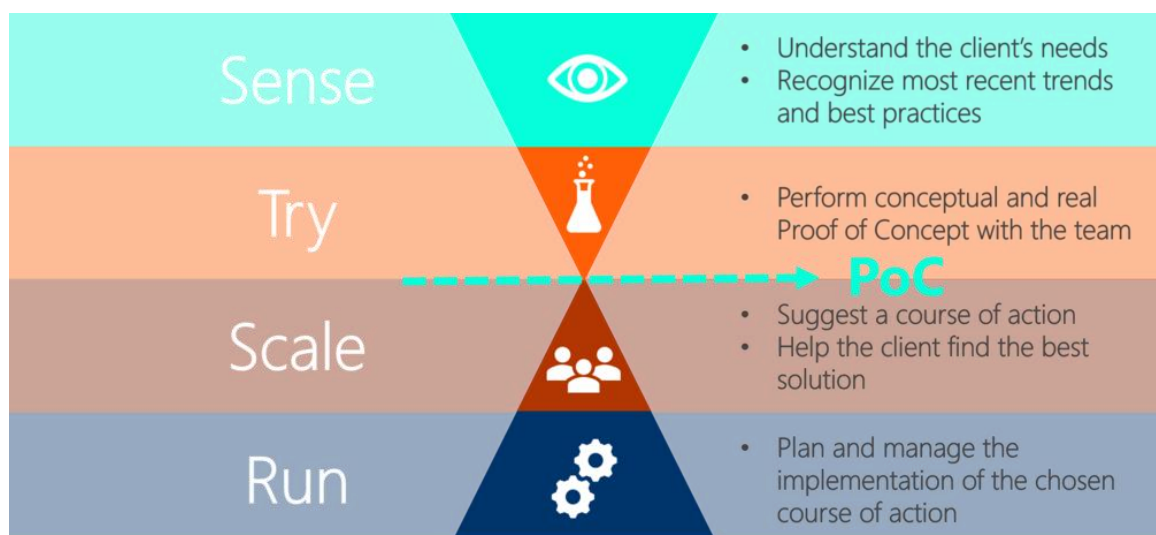 Sense
• Understand the client's needs
• Recognize most recent trends
and best practices
Try
• Perform conceptual and real
Proof of Concept with the team
PoC
Scale
• Suggest a course of action
• Help the client find the best
solution
Run
• Plan and manage the
implementation of the chosen
course of action